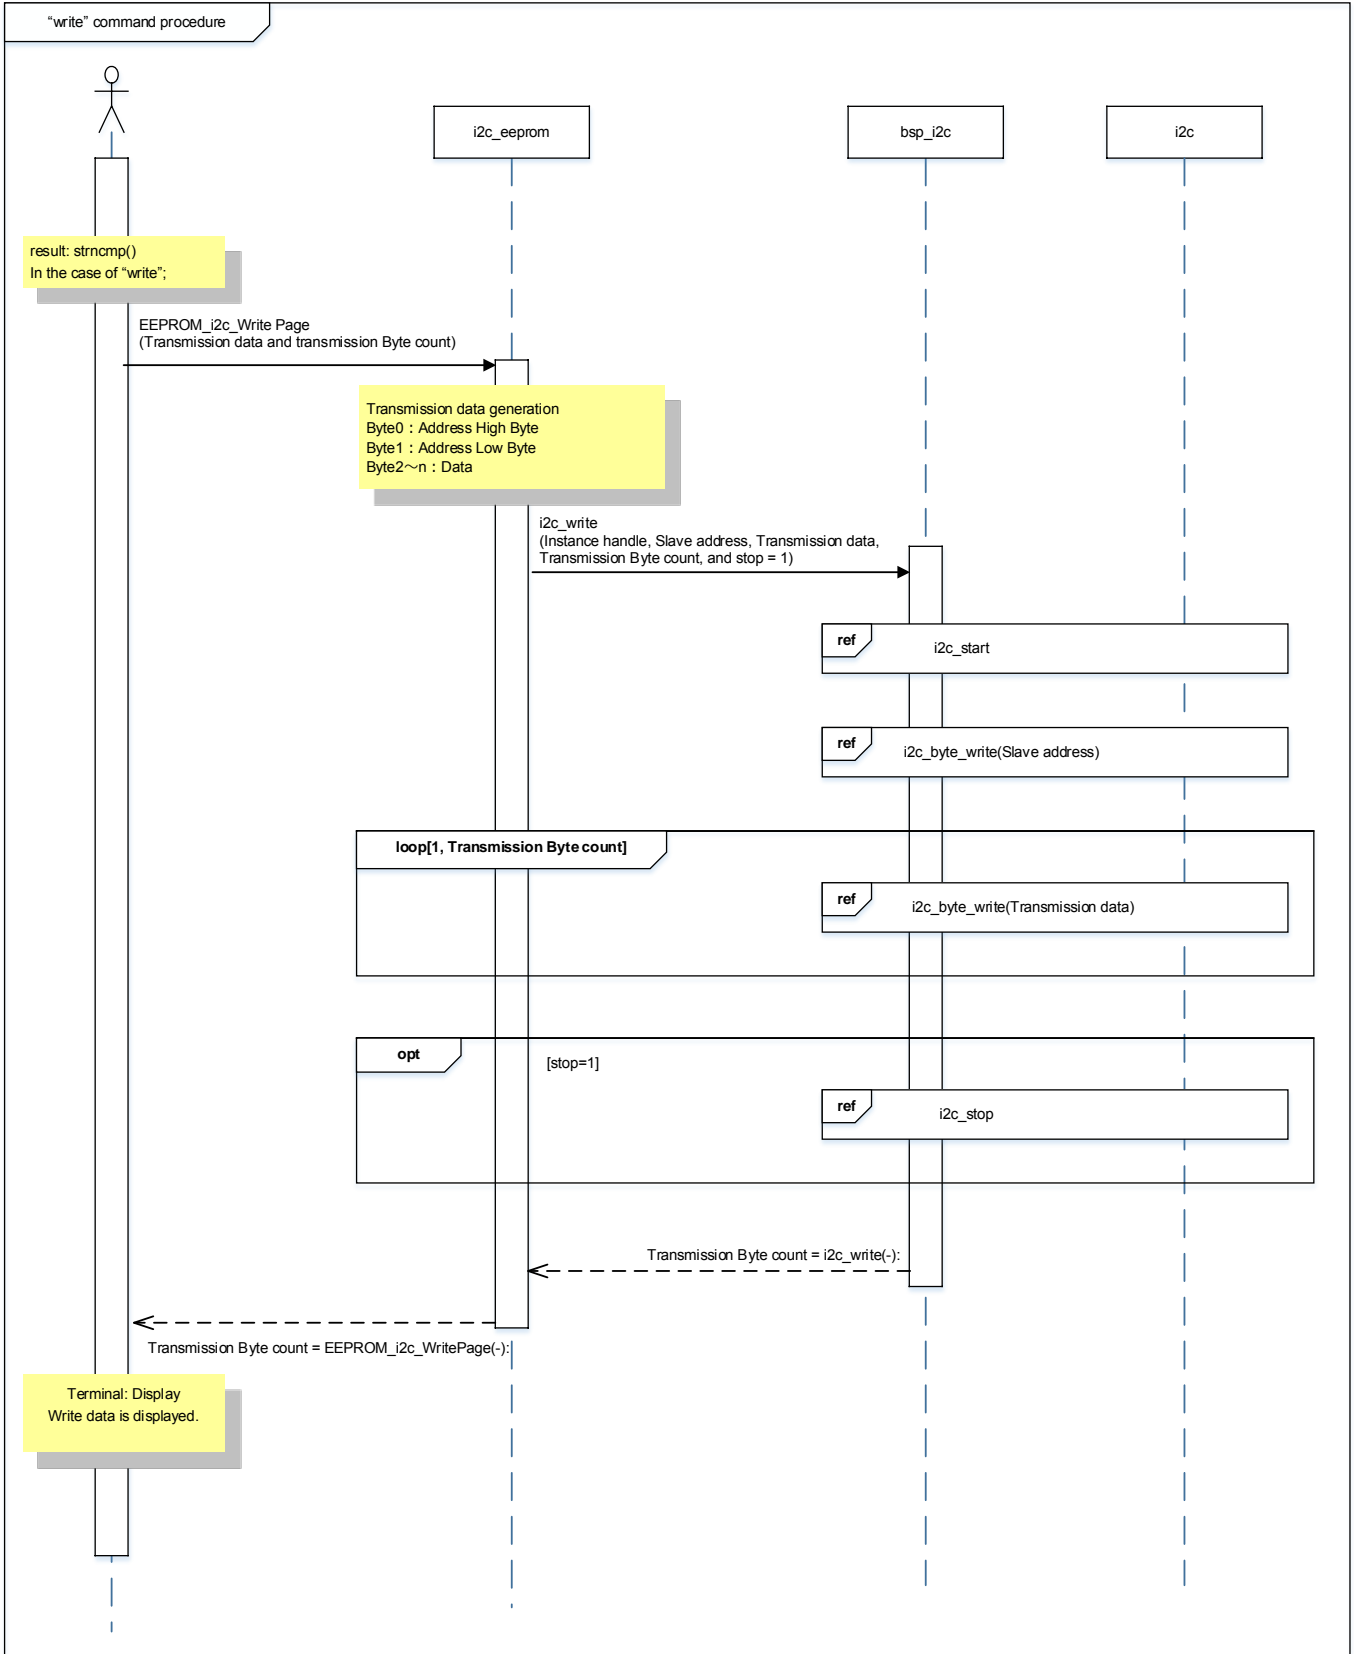 “write” command procedure
i2c_eeprom
bsp_i2c
i2c
result: strncmp()
In the case of “write”;
EEPROM_i2c_Write Page
(Transmission data and transmission Byte count)
Transmission data generation
Byte0：Address High Byte
Byte1：Address Low Byte
Byte2～n：Data
i2c_write
(Instance handle, Slave address, Transmission data,
Transmission Byte count, and stop = 1)
ref
i2c_start
ref
i2c_byte_write(Slave address)
loop[1, Transmission Byte count]
ref
i2c_byte_write(Transmission data)
opt
[stop=1]
ref
i2c_stop
Transmission Byte count = i2c_write(-):
Transmission Byte count = EEPROM_i2c_WritePage(-):
Terminal: Display
Write data is displayed.